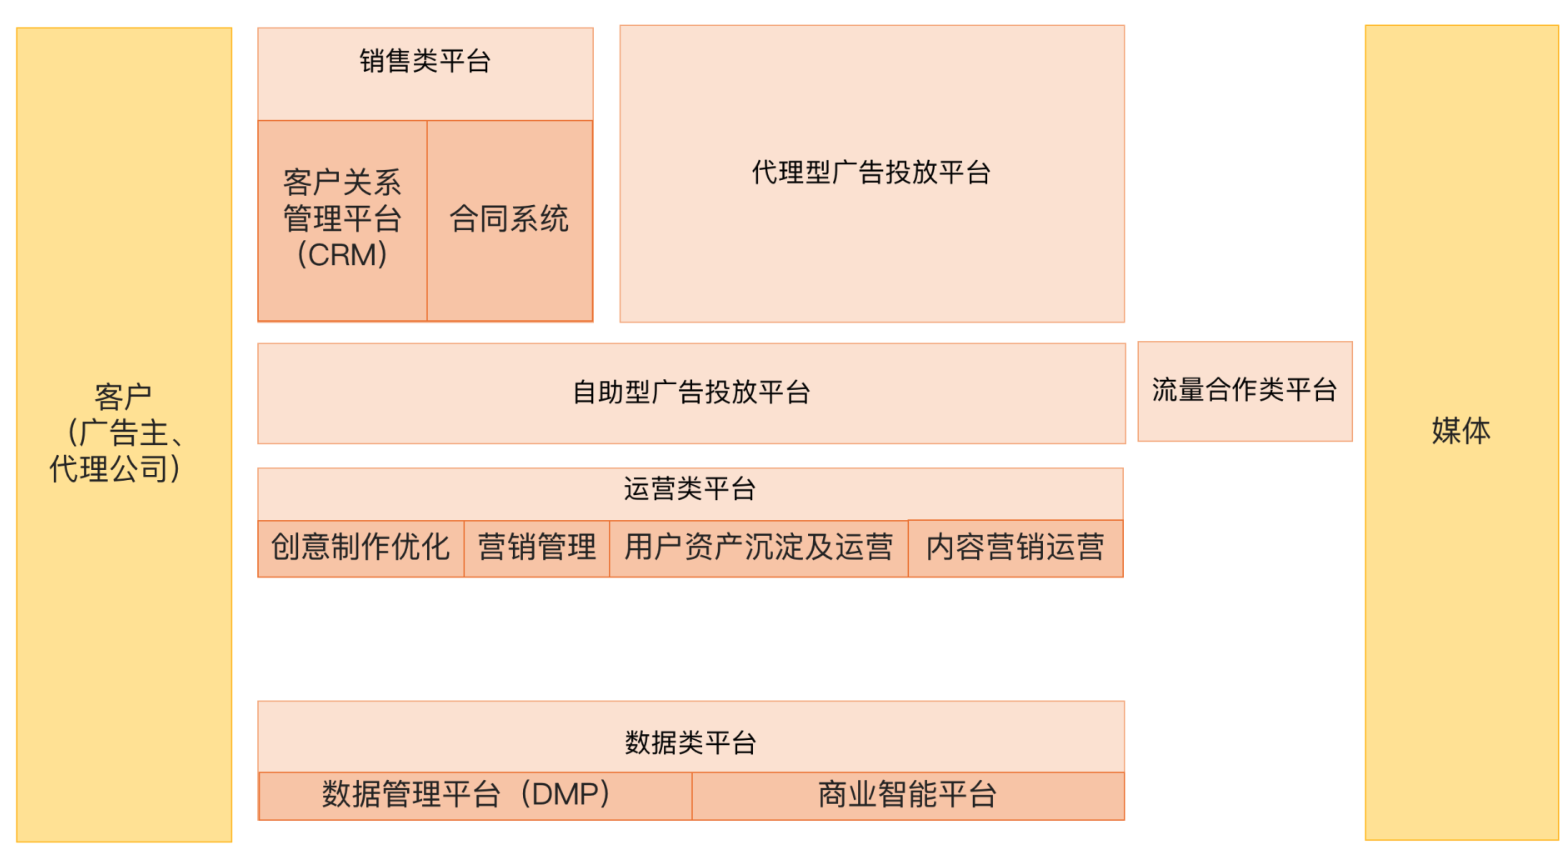 销售类平台
客户关系
管理平台
（CRM）
合同系统
代理型广告投放平台
客户
（广告主、
代理公司）
自助型广告投放平台
流量合作类平台
媒体
运营类平台
创意制作优化
营销管理
用户资产沉淀及运营
内容营销运营
数据类平台
数据管理平台（DMP）
商业智能平台